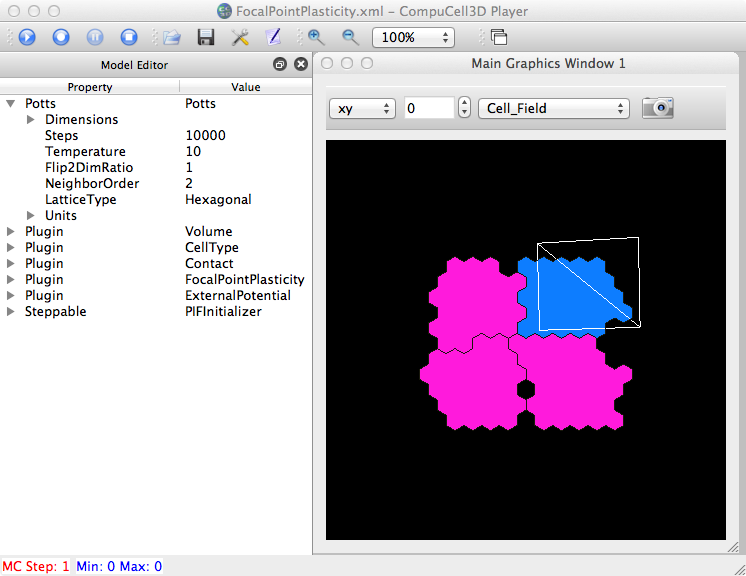 FocalPointPlasticity.xml - CompuCell3D Player
100%
Model Editor
Main Graphics Window 1
Property Value
xy 0 Cell_Field
Potts Potts
Dimensions
Steps 10000
Temperature 10
Flip2DimRatio 1
NeighborOrder 2
LatticeType Hexagonal
Units
Plugin Volume
Plugin CellType
Plugin Contact
Plugin FocalPointPlasticity
Plugin ExternalPotential
Steppable PIFInitializer
MC Step: 1 Min: 0 Max: 0